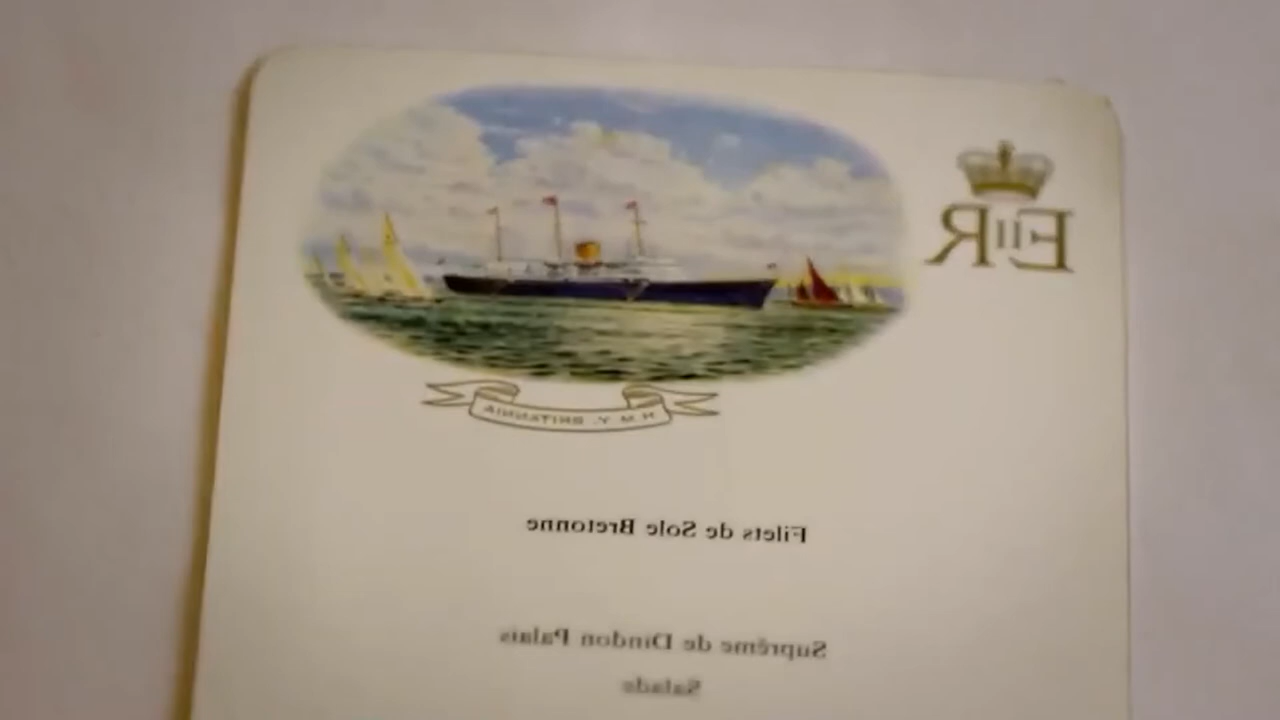 EIIR
H.M.Y. BRITANNIA
Filets de Sole Bretonne
Suprême de Dindon Palais
Salade